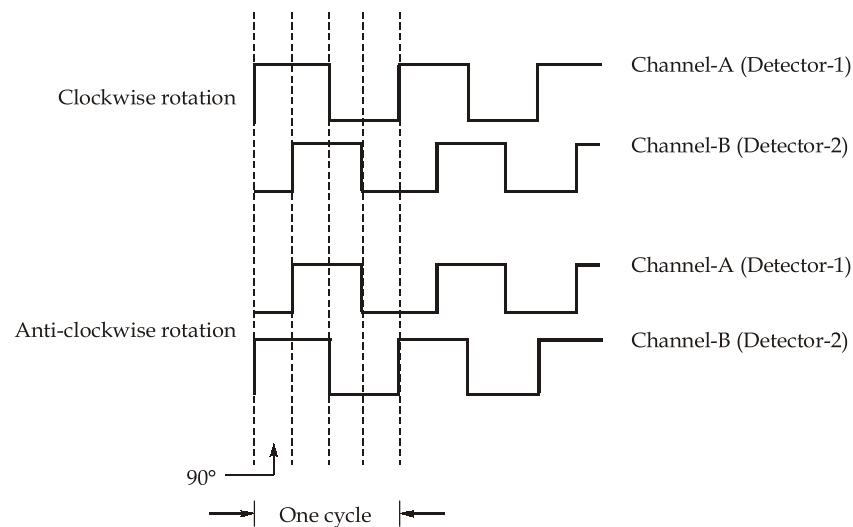 Channel-A (Detector-1)
Clockwise rotation
Channel-B (Detector-2)
Channel-A (Detector-1)
Anti-clockwise rotation
Channel-B (Detector-2)
90°
One cycle